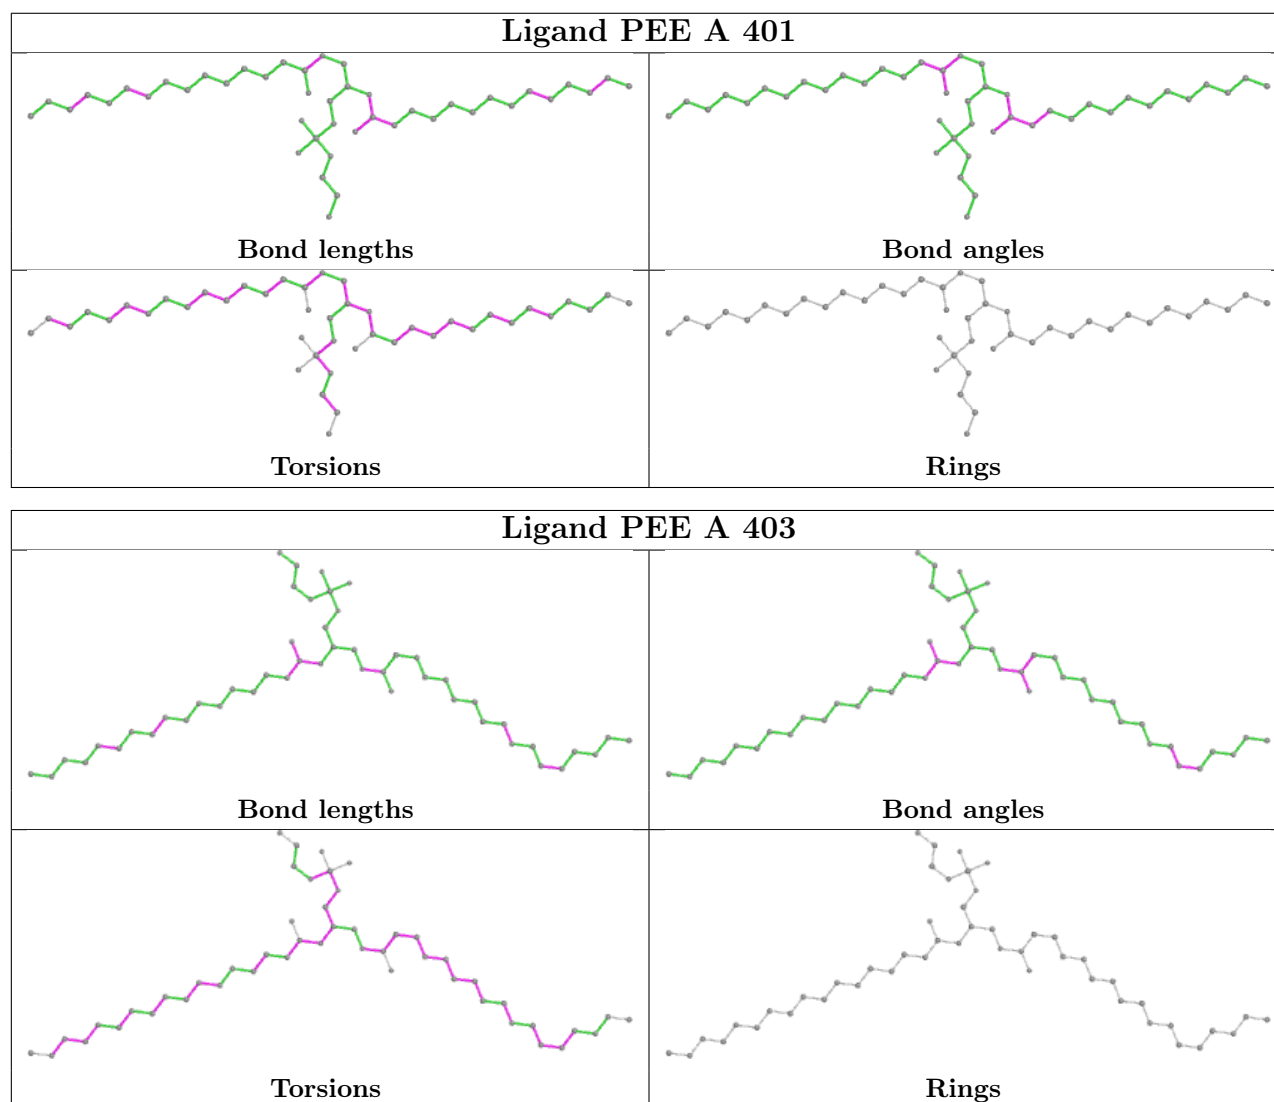 Ligand PEE A 401
Bond lengths
Bond angles
Torsions
Rings
Ligand PEE A 403
Bond lengths
Bond angles
Torsions
Rings